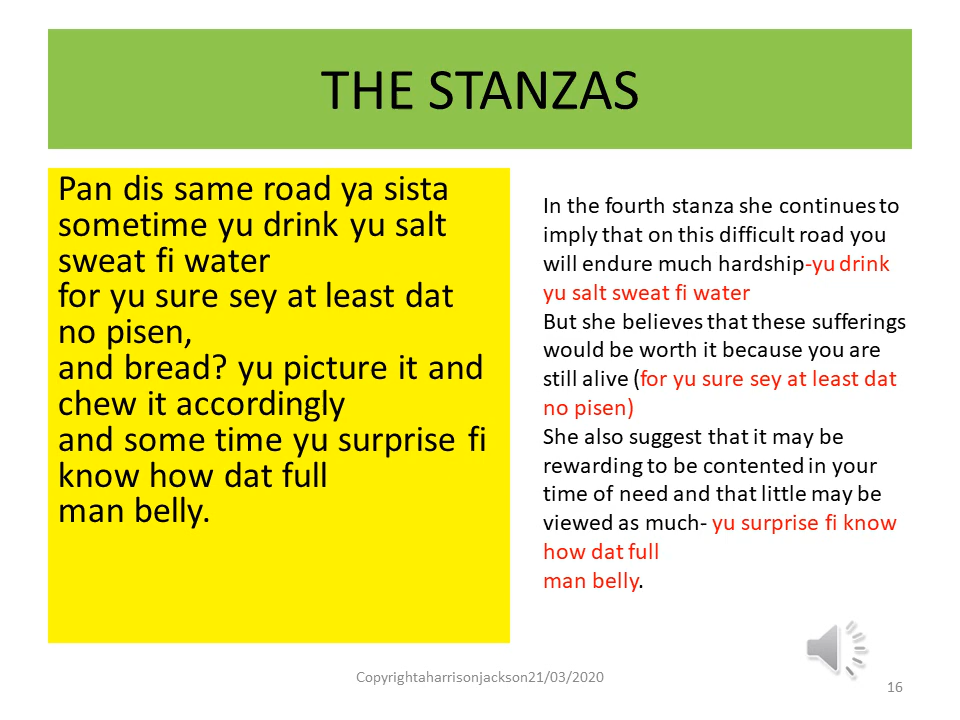 THE STANZAS
Pan dis same road ya sista
sometime yu drink yu salt
sweat fi water
for yu sure sey at least dat
no pisen,
and bread? yu picture it and
chew it accordingly
and some time yu surprise fi
know how dat full
man belly.
In the fourth stanza she continues to
imply that on this difficult road you
will endure much hardship-yu drink
yu salt sweat fi water
But she believes that these sufferings
would be worth it because you are
still alive (for yu sure sey at least dat
no pisen)
She also suggest that it may be
rewarding to be contented in your
time of need and that little may be
viewed as much- yu surprise fi know
how dat full
man belly.
Copyrightaharrisonjackson21/03/2020
16